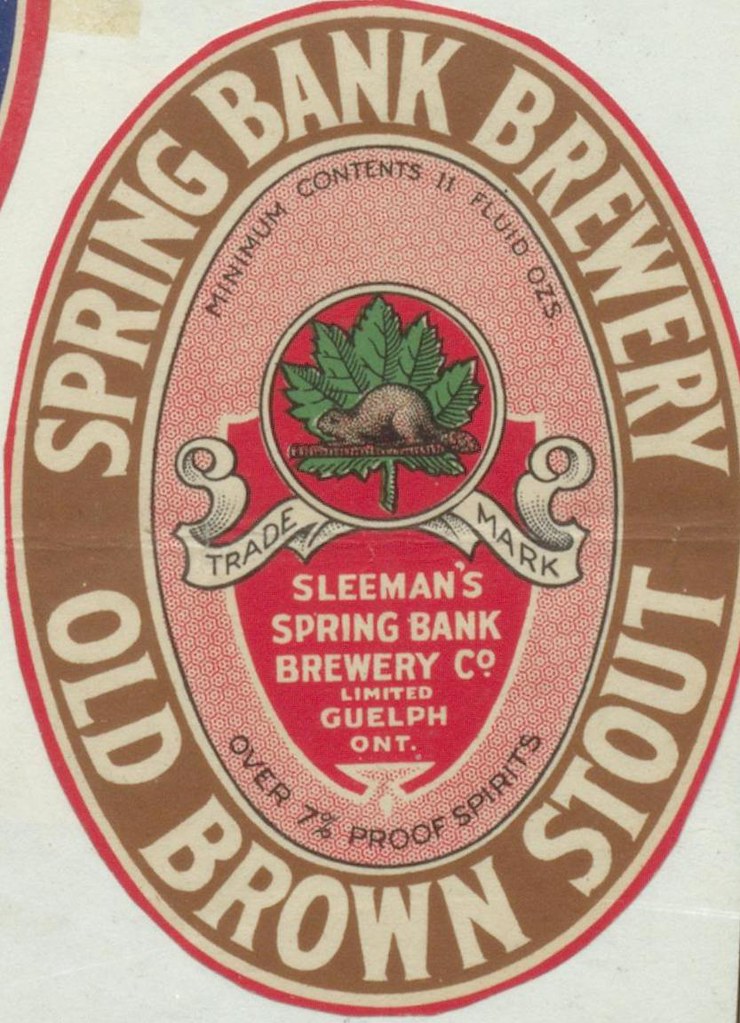 SPRING BANK BREWERY
MINIMUM CONTENTS 11 FLUID OZS.
TRADE MARK
SLEEMAN'S
SPRING BANK
BREWERY Co
LIMITED
GUELPH
ONT.
OVER 7% PROOF SPIRITS
OLD BROWN STOUT